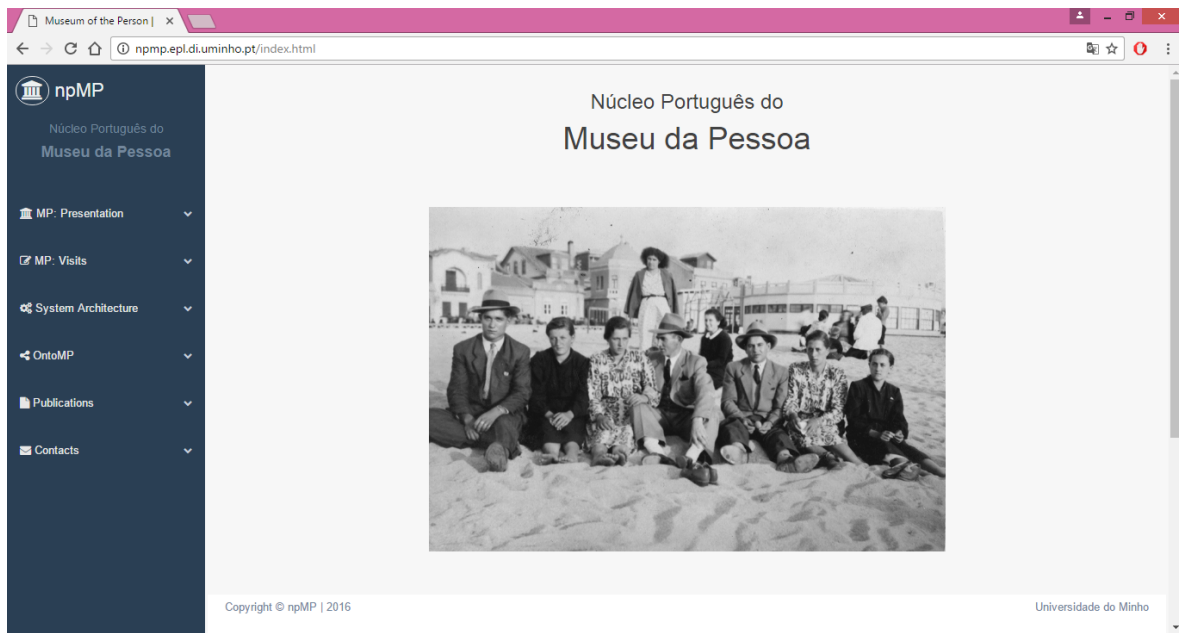 Museum of the Person |
npmp.epl.di.uminho.pt/index.html
npMP
Núcleo Português do
Museu da Pessoa
MP: Presentation
MP: Visits
System Architecture
OntoMP
Publications
Contacts
Núcleo Português do
Museu da Pessoa
Copyright © npMP | 2016
Universidade do Minho